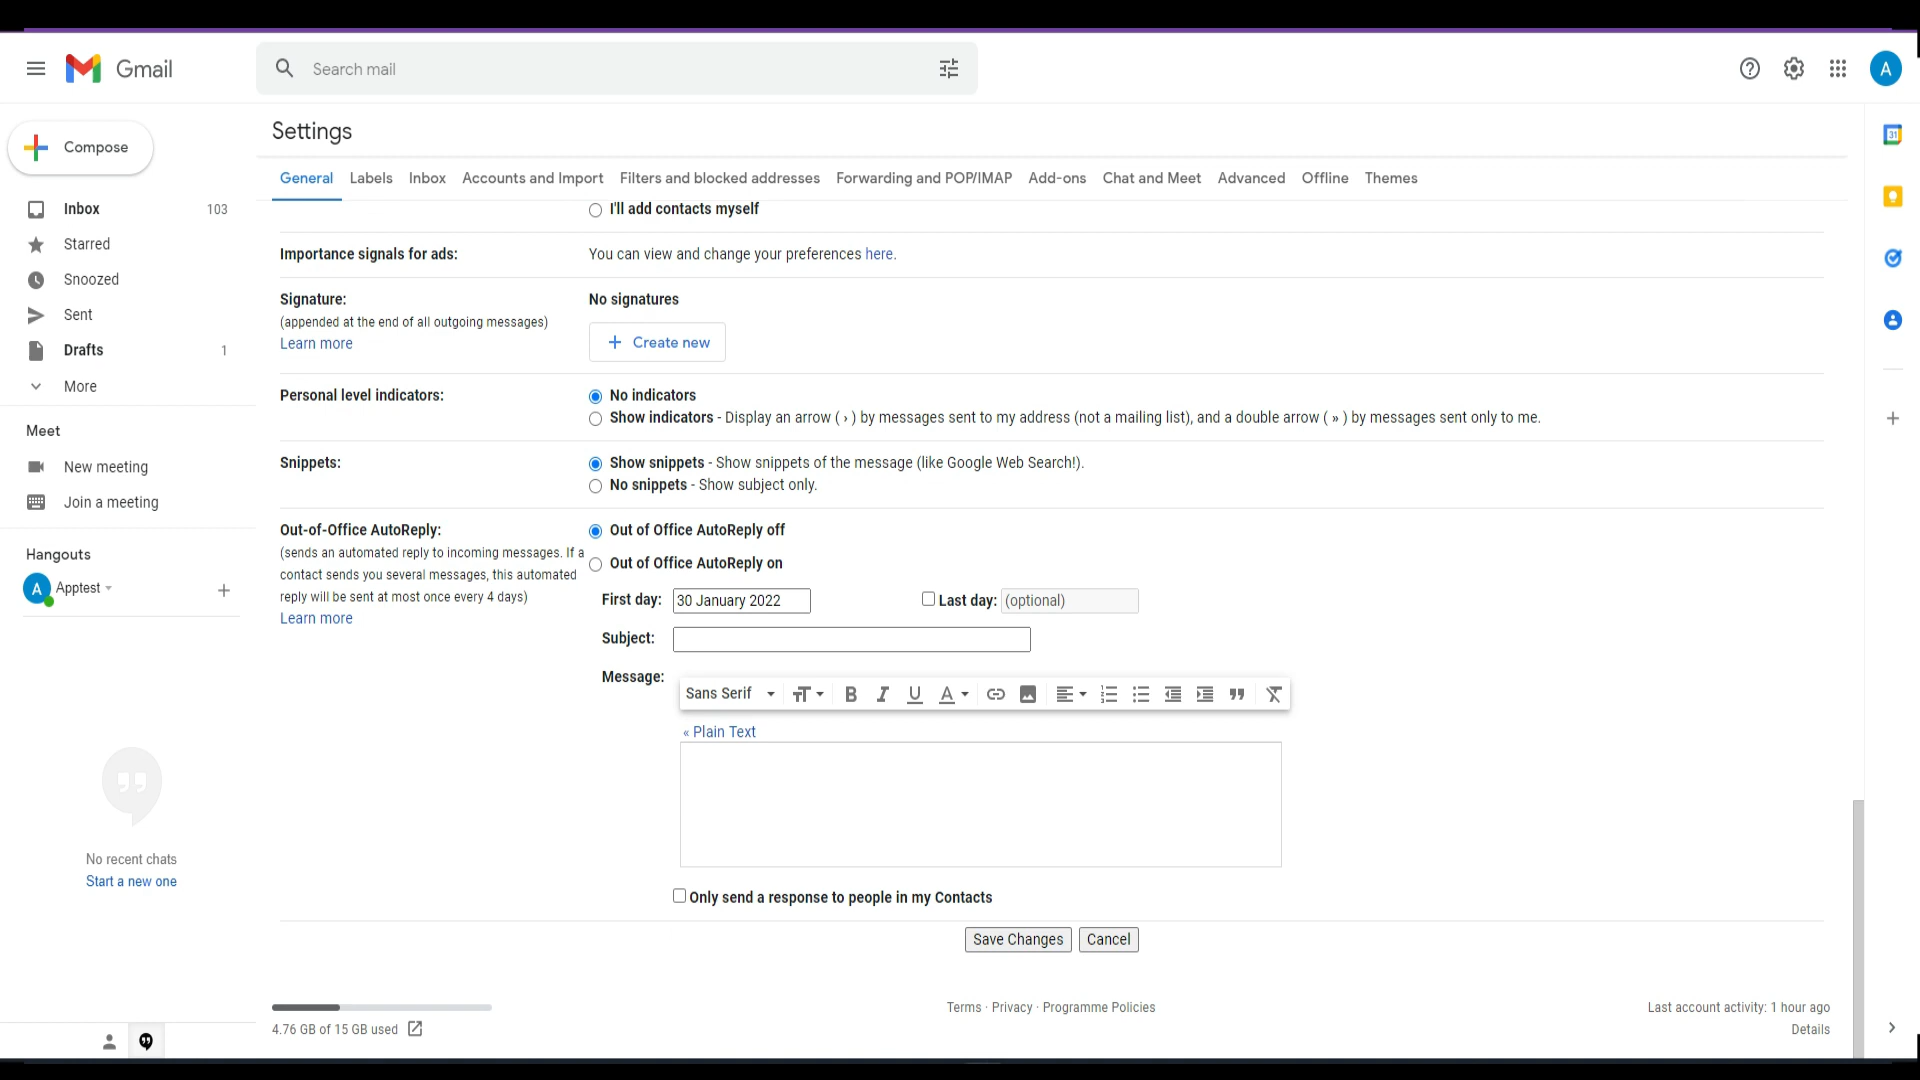 Gmail
Search mail
A
Compose
Settings
31
General Labels Inbox Accounts and Import Filters and blocked addresses Forwarding and POP/IMAP Add-ons Chat and Meet Advanced Offline Themes
Inbox 103
Starred
Snoozed
Sent
Drafts 1
More
Meet
New meeting
Join a meeting
Hangouts
A Apptest
No recent chats
Start a new one
I'll add contacts myself
Importance signals for ads: You can view and change your preferences here.
Signature: No signatures
(appended at the end of all outgoing messages)
Learn more
+ Create new
Personal level indicators: No indicators
Show indicators - Display an arrow ( › ) by messages sent to my address (not a mailing list), and a double arrow ( » ) by messages sent only to me.
Snippets: Show snippets - Show snippets of the message (like Google Web Search!).
No snippets - Show subject only.
Out-of-Office AutoReply: Out of Office AutoReply off
(sends an automated reply to incoming messages. If a
contact sends you several messages, this automated
reply will be sent at most once every 4 days)
Learn more
Out of Office AutoReply on
First day: 30 January 2022 Last day: (optional)
Subject:
Message:
Sans Serif B I U A
« Plain Text
Only send a response to people in my Contacts
Save Changes Cancel
4.76 GB of 15 GB used
Terms · Privacy · Programme Policies
Last account activity: 1 hour ago
Details